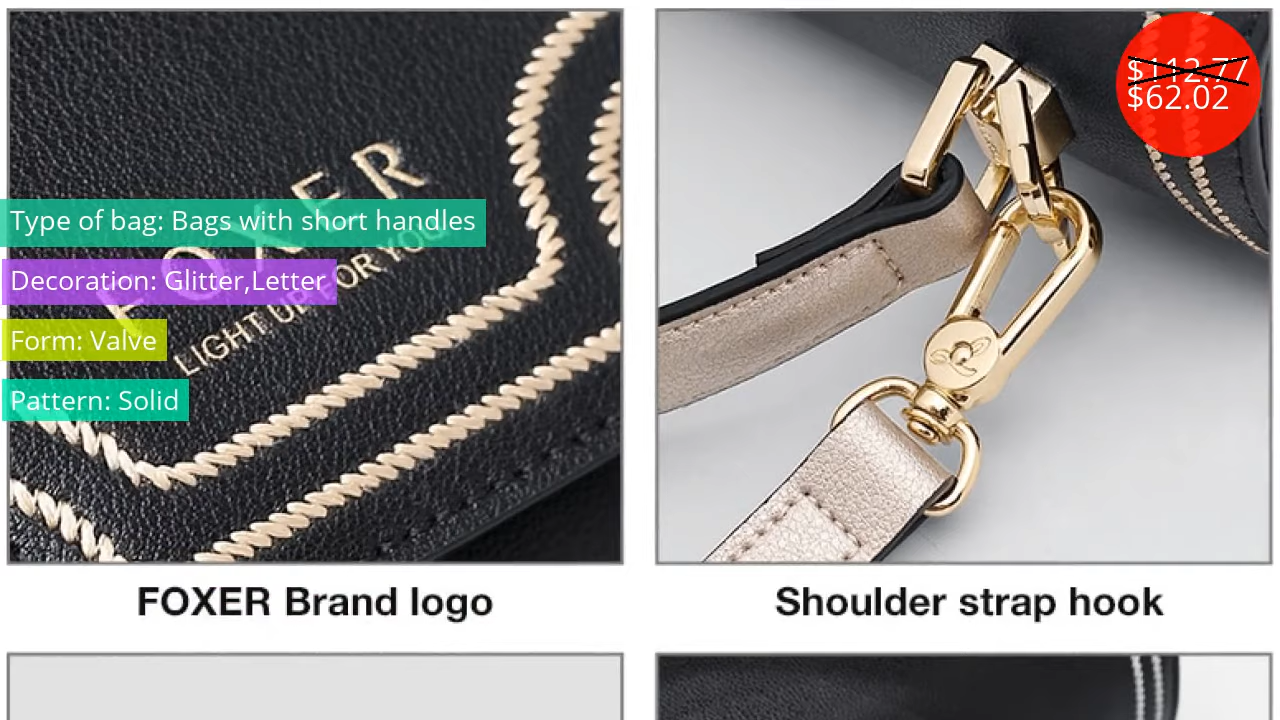 $112.77
$62.02
FOXER
LIGHT UP FOR YOU
Type of bag: Bags with short handles
Decoration: Glitter,Letter
Form: Valve
Pattern: Solid
FOXER Brand logo
Shoulder strap hook